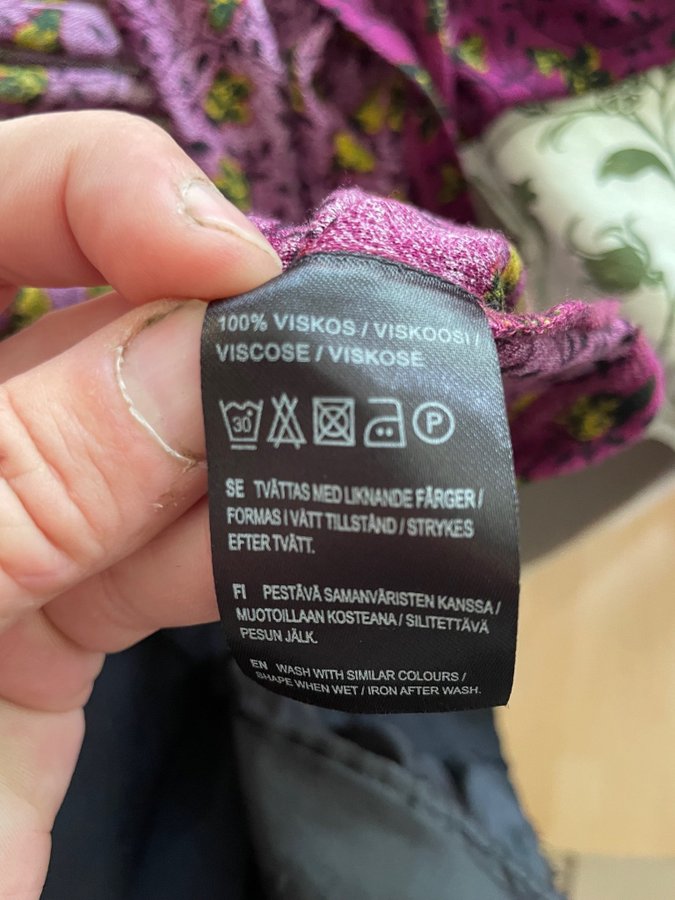 100% VISKOS / VISKOOSI /
VISCOSE / VISKOSE
30 P
SE TVÄTTAS MED LIKNANDE FÄRGER /
FORMAS I VÅTT TILLSTÅND / STRYKES
EFTER TVÄTT.
FI PESTÄVÄ SAMANVÄRISTEN KANSSA /
MUOTOILLAAN KOSTEANA / SILITETTÄVÄ
PESUN JÄLK.
EN WASH WITH SIMILAR COLOURS /
SHAPE WHEN WET / IRON AFTER WASH.